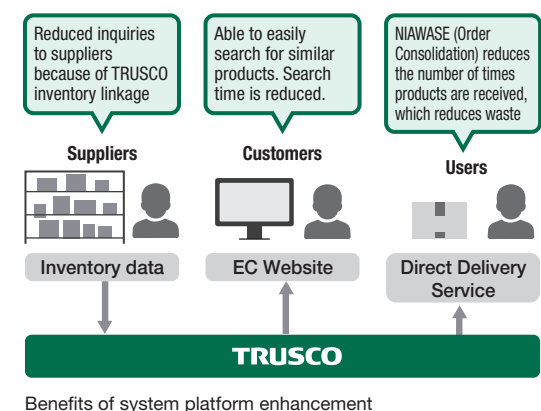 Reduced inquiries
to suppliers
because of TRUSCO
inventory linkage
Able to easily
search for similar
products. Search
time is reduced.
NIAWASE (Order
Consolidation) reduces
the number of times
products are received,
which reduces waste
Suppliers
Customers
Users
Inventory data
EC Website
Direct Delivery
Service
TRUSCO
Benefits of system platform enhancement